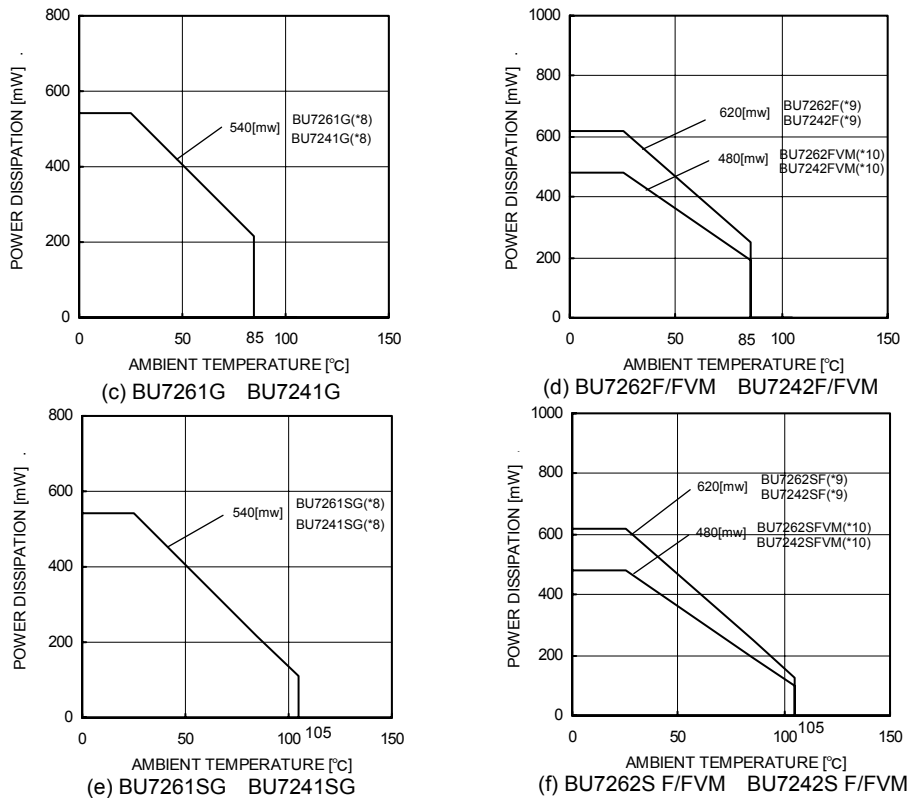 800
600
400
200
0
POWER DISSIPATION [mW] .
540[mw]
BU7261G(*8)
BU7241G(*8)
0 50 85 100 150
AMBIENT TEMPERATURE [°C]
(c) BU7261G BU7241G
1000
800
600
400
200
0
POWER DISSIPATION [mW] .
620[mw]
BU7262F(*9)
BU7242F(*9)
480[mw]
BU7262FVM(*10)
BU7242FVM(*10)
0 50 85 100 150
AMBIENT TEMPERATURE [°C]
(d) BU7262F/FVM BU7242F/FVM
800
600
400
200
0
POWER DISSIPATION [mW] .
540[mw]
BU7261SG(*8)
BU7241SG(*8)
0 50 100 105 150
AMBIENT TEMPERATURE [°C]
(e) BU7261SG BU7241SG
1000
800
600
400
200
0
POWER DISSIPATION [mW] .
620[mw]
BU7262SF(*9)
BU7242SF(*9)
480[mw]
BU7262SFVM(*10)
BU7242SFVM(*10)
0 50 100 105 150
AMBIENT TEMPERATURE [°C]
(f) BU7262S F/FVM BU7242S F/FVM